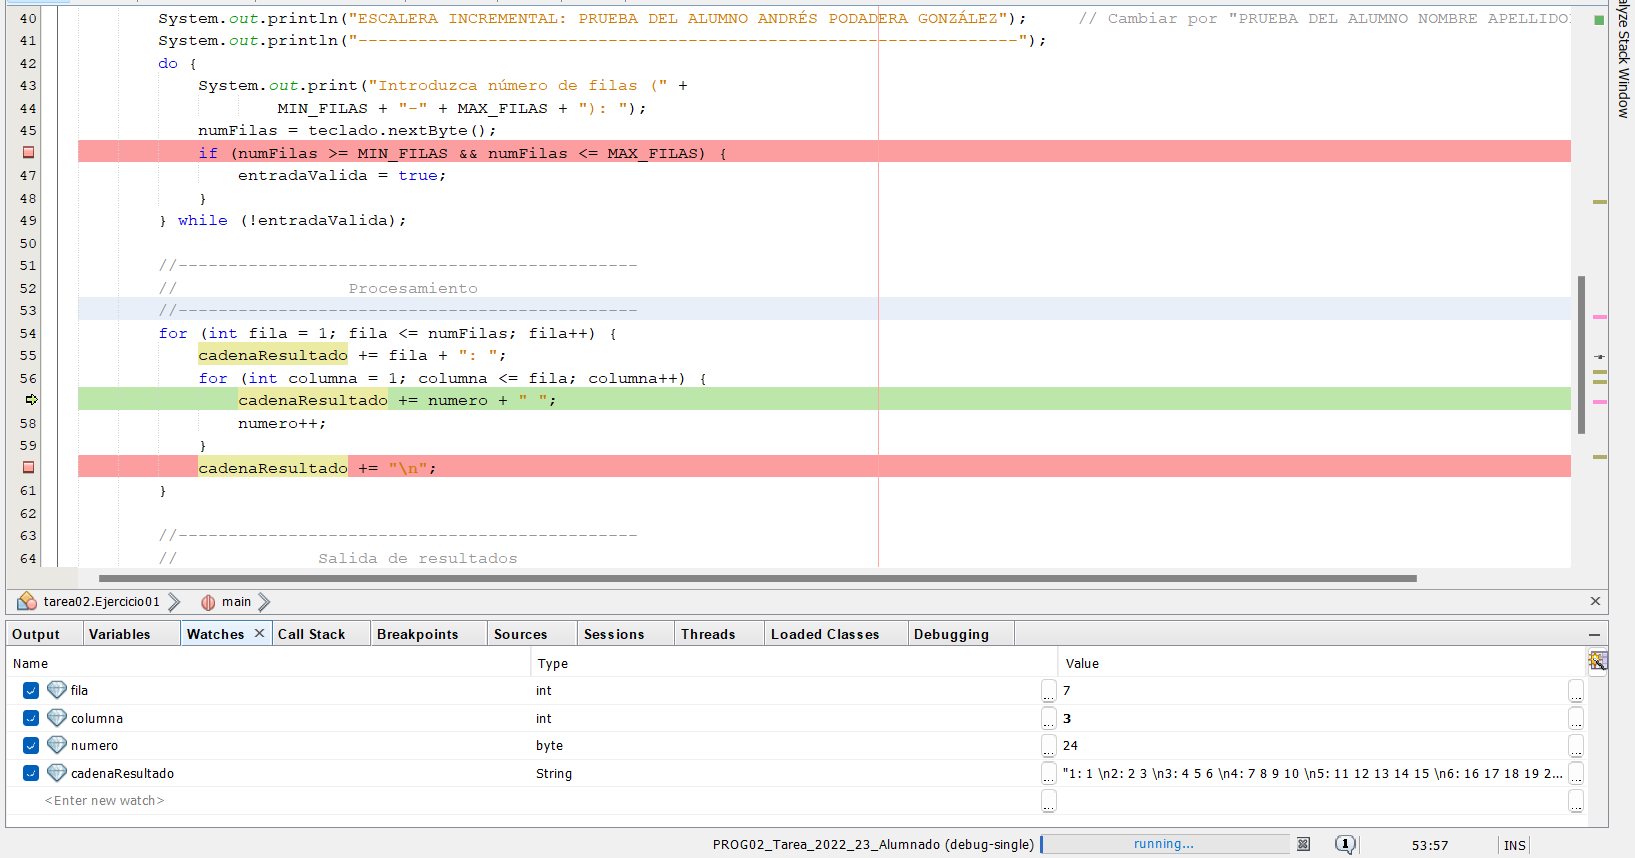 40 System.out.println("ESCALERA INCREMENTAL: PRUEBA DEL ALUMNO ANDRÉS PODADERA GONZÁLEZ"); // Cambiar por "PRUEBA DEL ALUMNO NOMBRE APELLIDO
41 System.out.println("------------------------------------------------------------------");
42 do {
43 System.out.print("Introduzca número de filas (" +
44 MIN_FILAS + "-" + MAX_FILAS + "): ");
45 numFilas = teclado.nextByte();
if (numFilas >= MIN_FILAS && numFilas <= MAX_FILAS) {
47 entradaValida = true;
48 }
49 } while (!entradaValida);
50
51 //----------------------------------------------
52 // Procesamiento
53 //----------------------------------------------
54 for (int fila = 1; fila <= numFilas; fila++) {
55 cadenaResultado += fila + ": ";
56 for (int columna = 1; columna <= fila; columna++) {
cadenaResultado += numero + " ";
58 numero++;
59 }
cadenaResultado += "\n";
61 }
62
63 //----------------------------------------------
64 // Salida de resultados
alyze Stack Window
tarea02.Ejercicio01 main
Output Variables Watches Call Stack Breakpoints Sources Sessions Threads Loaded Classes Debugging
Name Type Value
fila int ... 7 ...
columna int ... 3 ...
numero byte ... 24 ...
cadenaResultado String ... "1: 1 \n2: 2 3 \n3: 4 5 6 \n4: 7 8 9 10 \n5: 11 12 13 14 15 \n6: 16 17 18 19 2... ...
<Enter new watch> ... ...
PROG02_Tarea_2022_23_Alumnado (debug-single) running... 1 53:57 INS